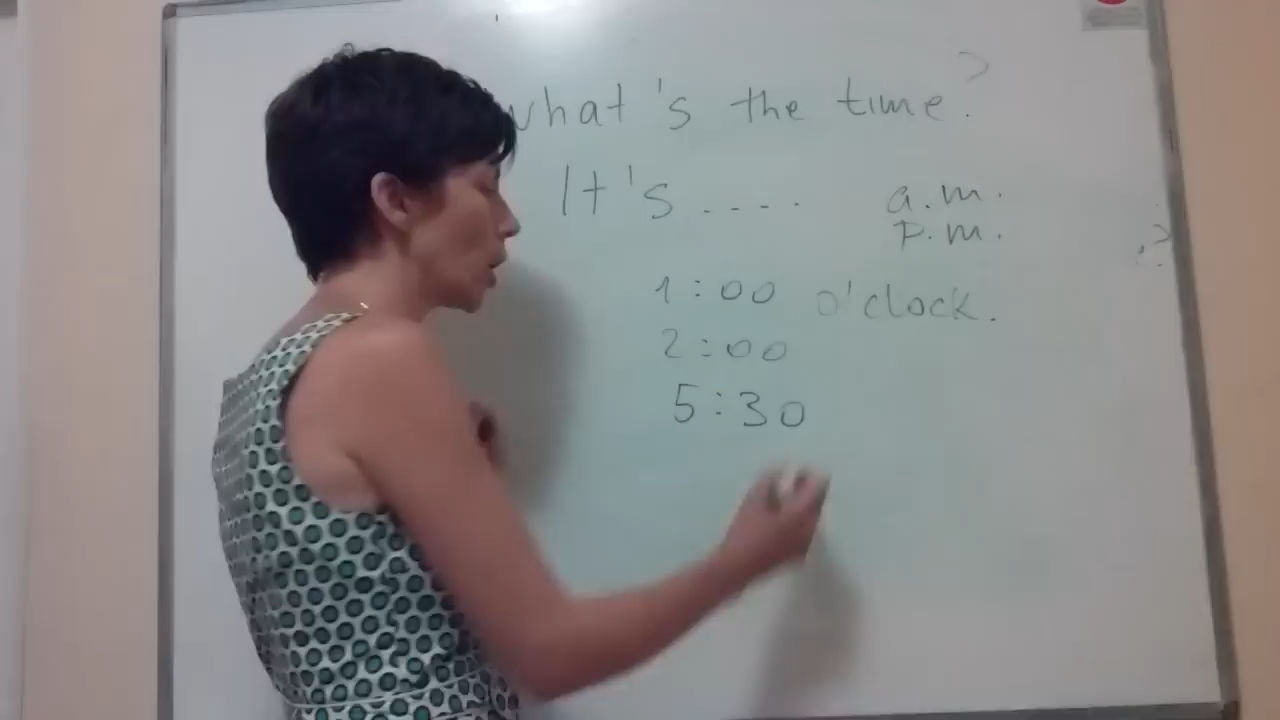 what's the time?
It's ....
a.m.
p.m.
1:00 o'clock.
2:00
5:30